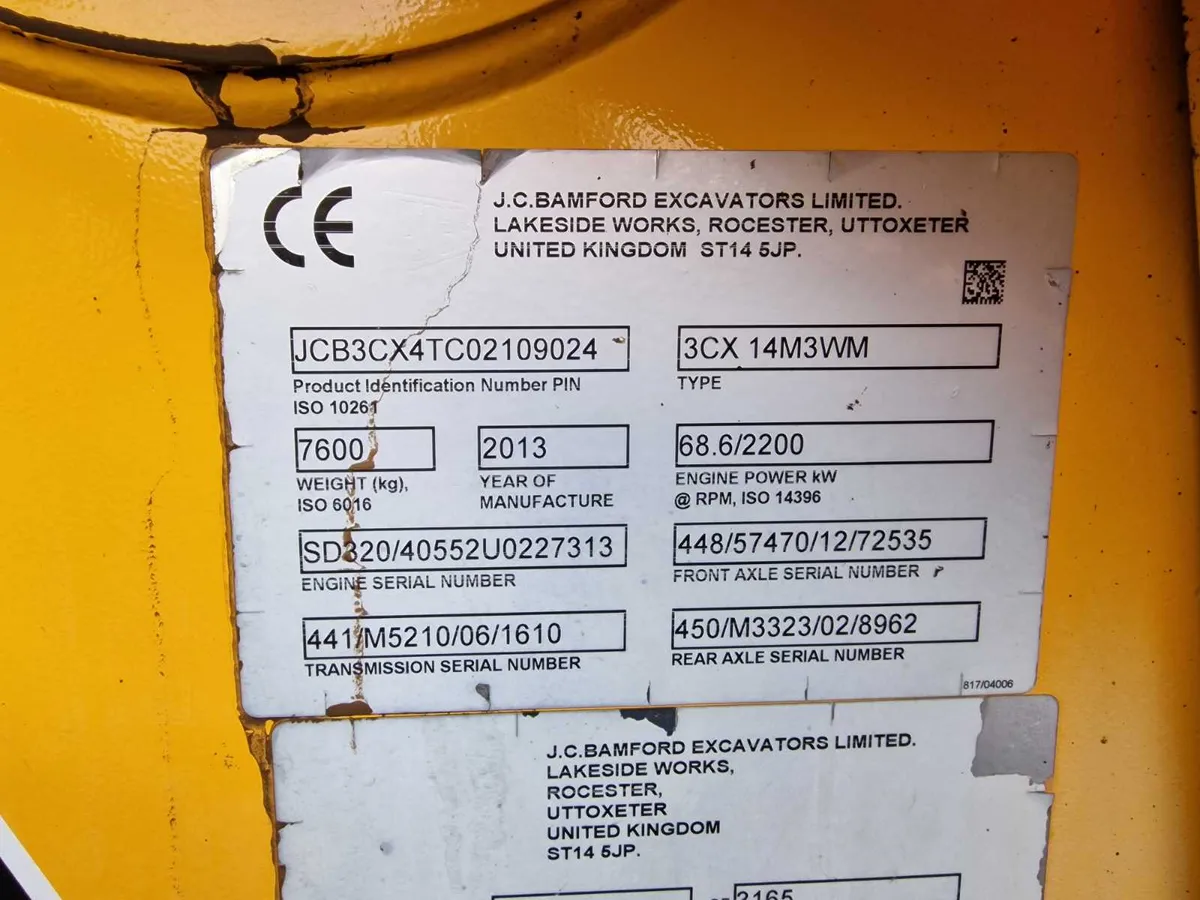 CE
J.C.BAMFORD EXCAVATORS LIMITED.
LAKESIDE WORKS, ROCESTER, UTTOXETER
UNITED KINGDOM ST14 5JP.
JCB3CX4TC02109024
3CX 14M3WM
Product Identification Number PIN
ISO 10261
TYPE
7600
2013
68.6/2200
WEIGHT (kg),
ISO 6016
YEAR OF
MANUFACTURE
ENGINE POWER kW
@ RPM, ISO 14396
SD320/40552U0227313
448/57470/12/72535
ENGINE SERIAL NUMBER
FRONT AXLE SERIAL NUMBER
441/M5210/06/1610
450/M3323/02/8962
TRANSMISSION SERIAL NUMBER
REAR AXLE SERIAL NUMBER
817/04006
J.C.BAMFORD EXCAVATORS LIMITED.
LAKESIDE WORKS,
ROCESTER,
UTTOXETER
UNITED KINGDOM
ST14 5JP.
2165